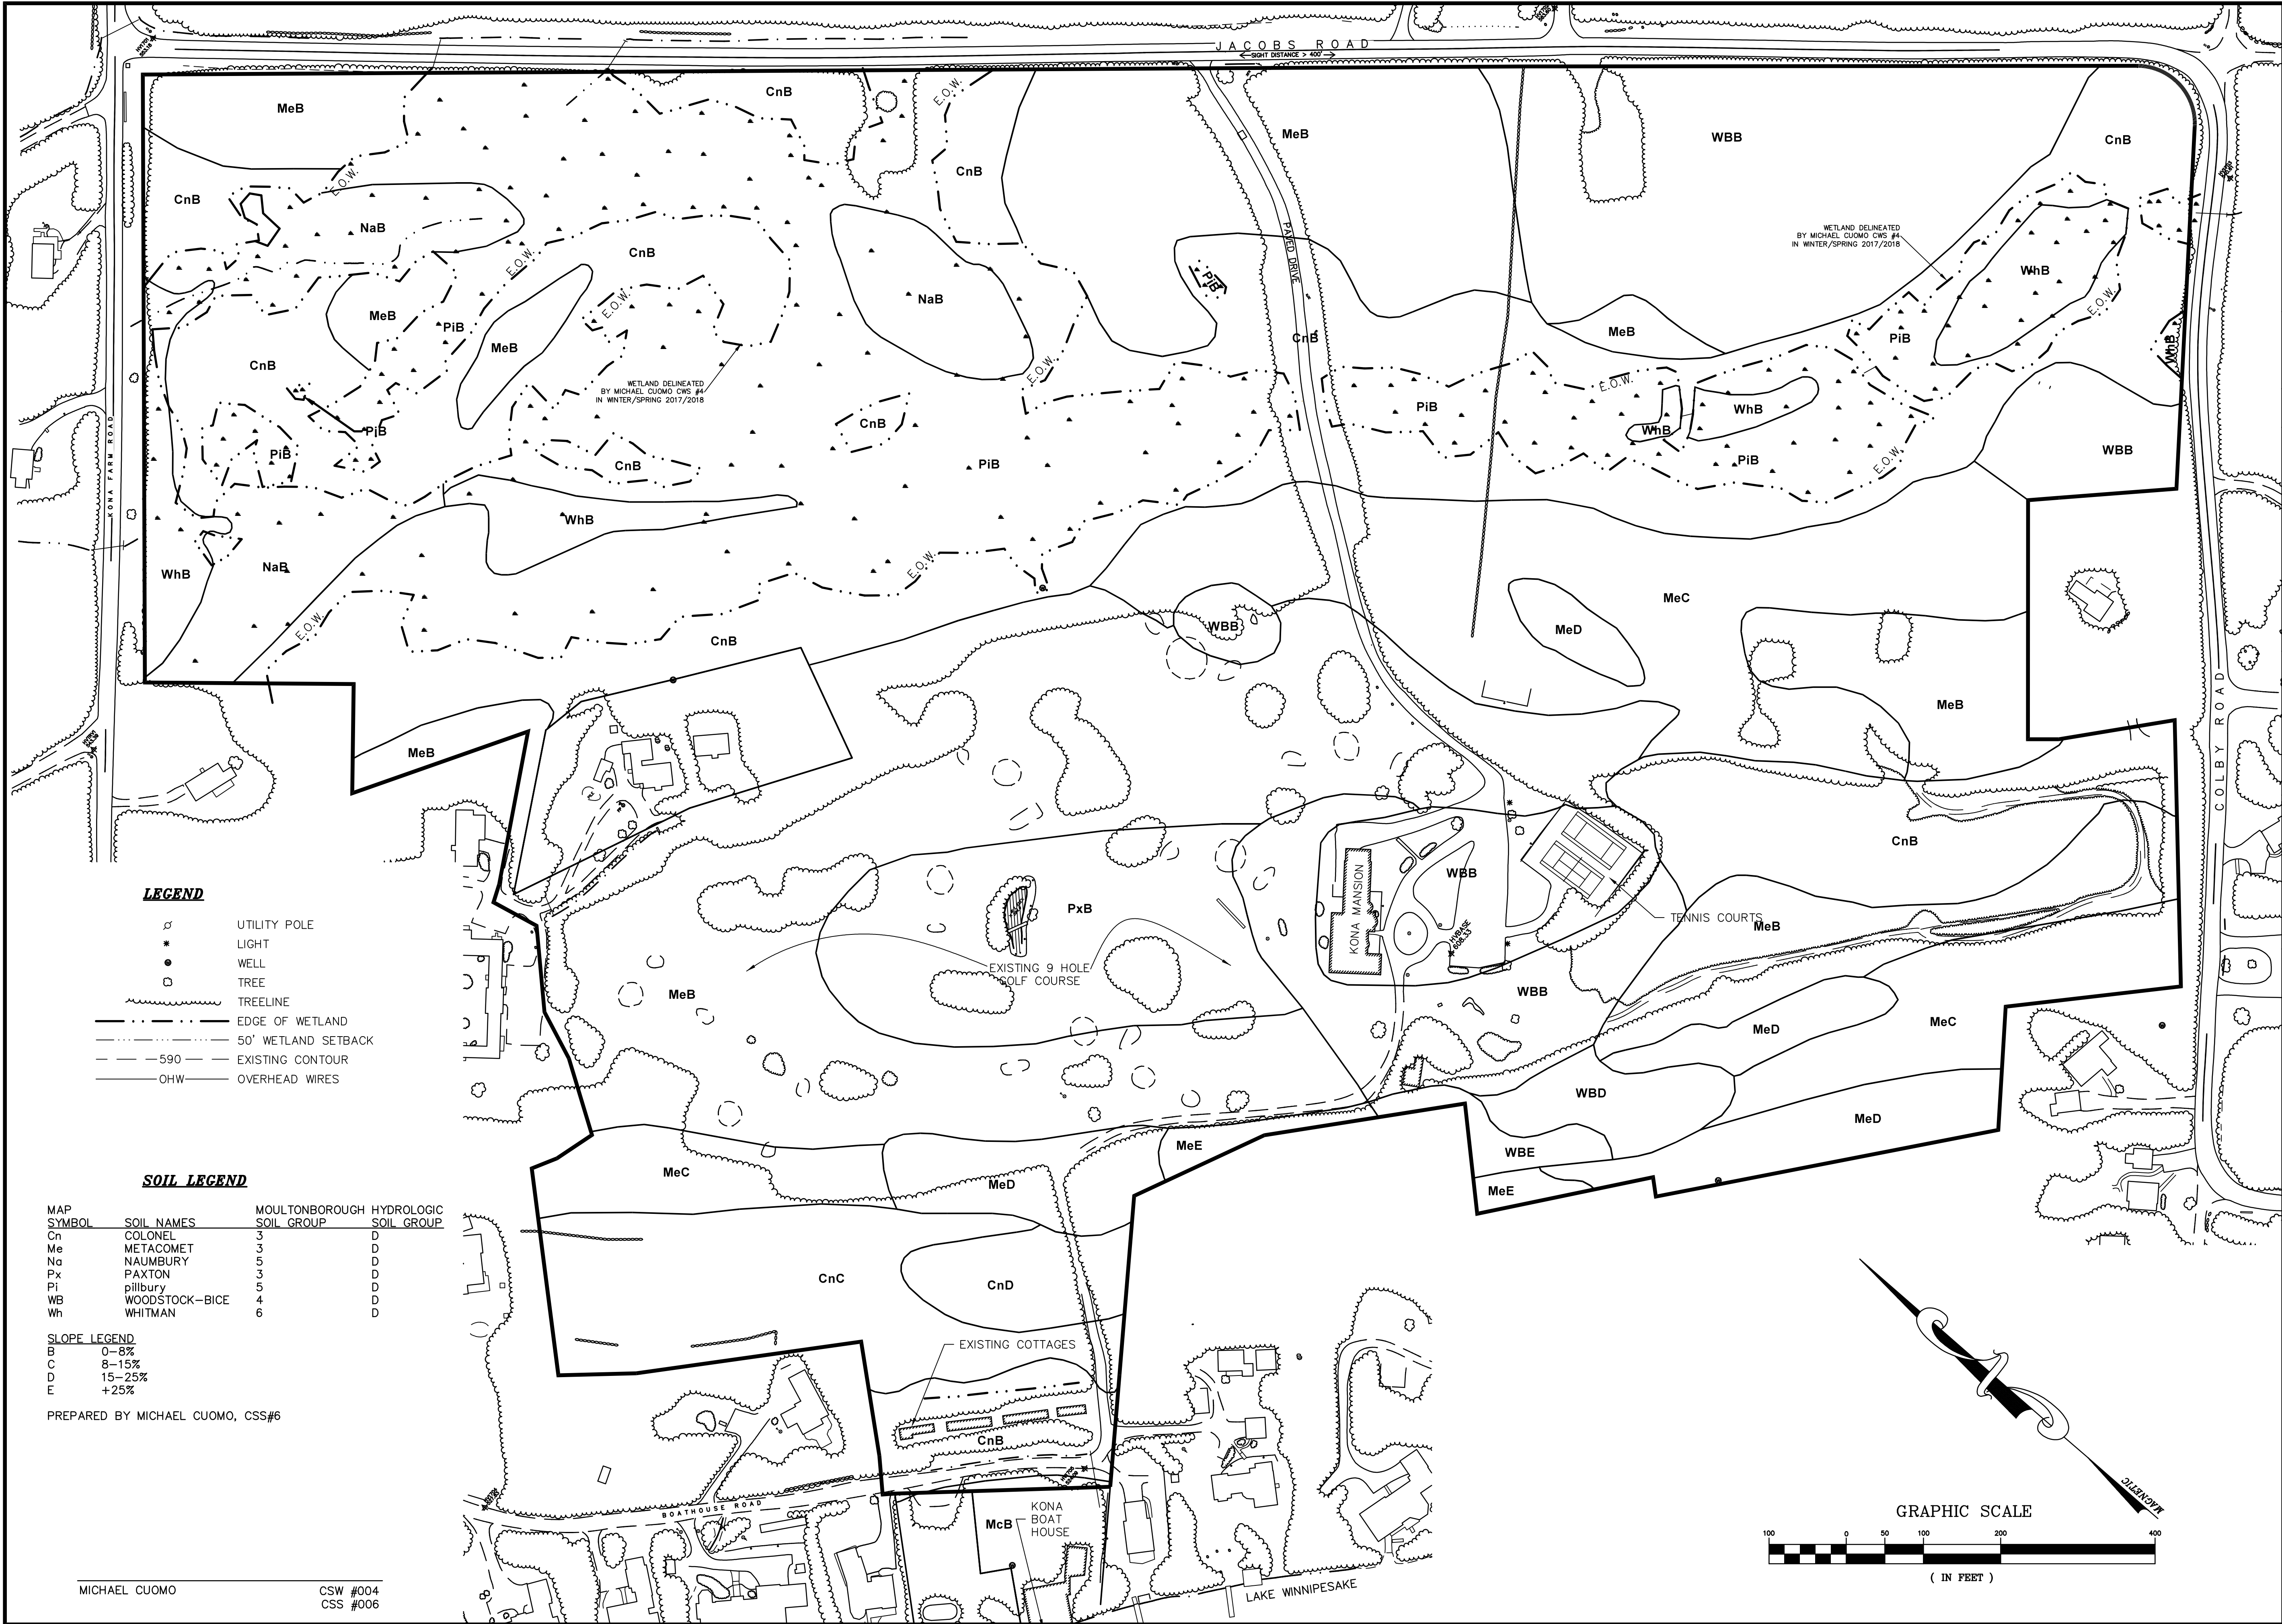 JACOBS ROAD
SIGHT DISTANCE > 400'
MeB
CnB
E.O.W.
MeB
WBB
CnB
CnB
E.O.W.
CnB
NaB
CnB
E.O.W.
PAVED DRIVE
WETLAND DELINEATED
BY MICHAEL CUOMO CWS #4
IN WINTER/SPRING 2017/2018
WhB
PiB
NaB
E.O.W.
E.O.W.
MeB
PiB
MeB
CnB
MeB
PiB
WhB
CnB
E.O.W.
WETLAND DELINEATED
BY MICHAEL CUOMO CWS #4
IN WINTER/SPRING 2017/2018
E.O.W.
PiB
WhB
WhB
CnB
PiB
PiB
CnB
PiB
PiB
E.O.W.
WBB
KONA FARM ROAD
WhB
WhB
NaB
E.O.W.
E.O.W.
CnB
WBB
MeC
MeD
MeB
COLBY ROAD
MeB
CnB
KONA MANSION
WBB
TENNIS COURTS
MeB
PxB
HVBASE
608.33
EXISTING 9 HOLE
GOLF COURSE
MeB
WBB
MeD
MeC
WBD
MeD
MeE
WBE
MeE
MeC
MeD
CnC
CnD
EXISTING COTTAGES
CnB
BOATHOUSE ROAD
KONA
BOAT
HOUSE
McB
LAKE WINNIPESAKE
LEGEND
UTILITY POLE
LIGHT
WELL
TREE
TREELINE
EDGE OF WETLAND
50' WETLAND SETBACK
590 EXISTING CONTOUR
OHW OVERHEAD WIRES
SOIL LEGEND
MAP MOULTONBOROUGH HYDROLOGIC
SYMBOL SOIL NAMES SOIL GROUP SOIL GROUP
Cn COLONEL 3 D
Me METACOMET 3 D
Na NAUMBURY 5 D
Px PAXTON 3 D
Pi pillbury 5 D
WB WOODSTOCK-BICE 4 D
Wh WHITMAN 6 D
SLOPE LEGEND
B 0-8%
C 8-15%
D 15-25%
E +25%
PREPARED BY MICHAEL CUOMO, CSS#6
MICHAEL CUOMO CSW #004
CSS #006
MAGNETIC
GRAPHIC SCALE
100 0 50 100 200 400
( IN FEET )